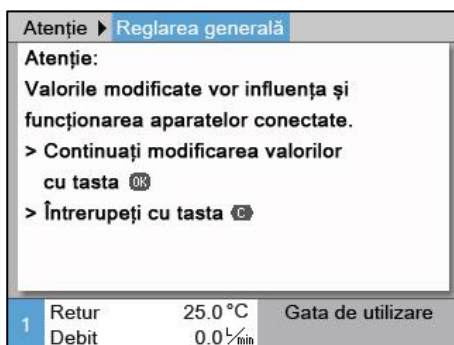 Atenție ▶ Reglarea generală
Atenție:
Valorile modificate vor influența și
funcționarea aparatelor conectate.
> Continuați modificarea valorilor
cu tasta OK
> Întrerupeți cu tasta C
1 Retur 25.0 °C Gata de utilizare
Debit 0.0 L/min